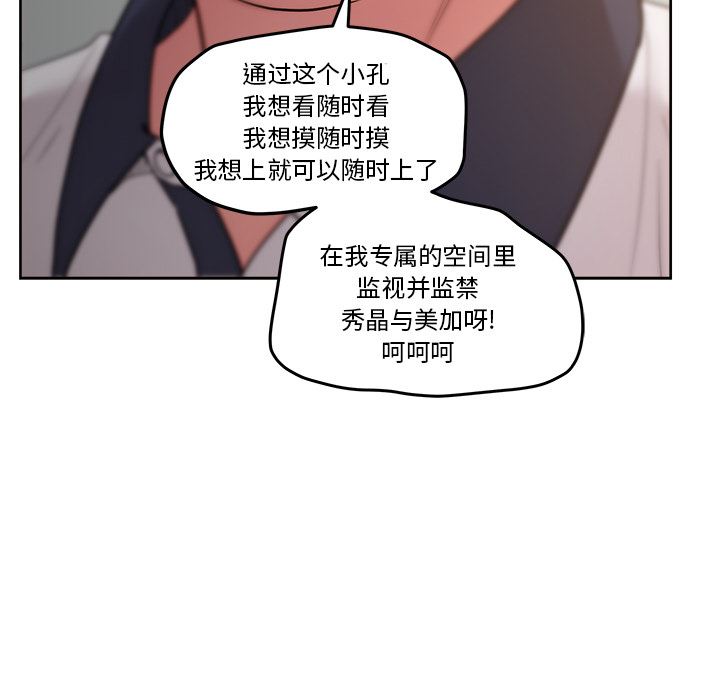 通过这个小孔
我想看随时看
我想摸随时摸
我想上就可以随时上了
在我专属的空间里
监视并监禁
秀晶与美加呀!
呵呵呵